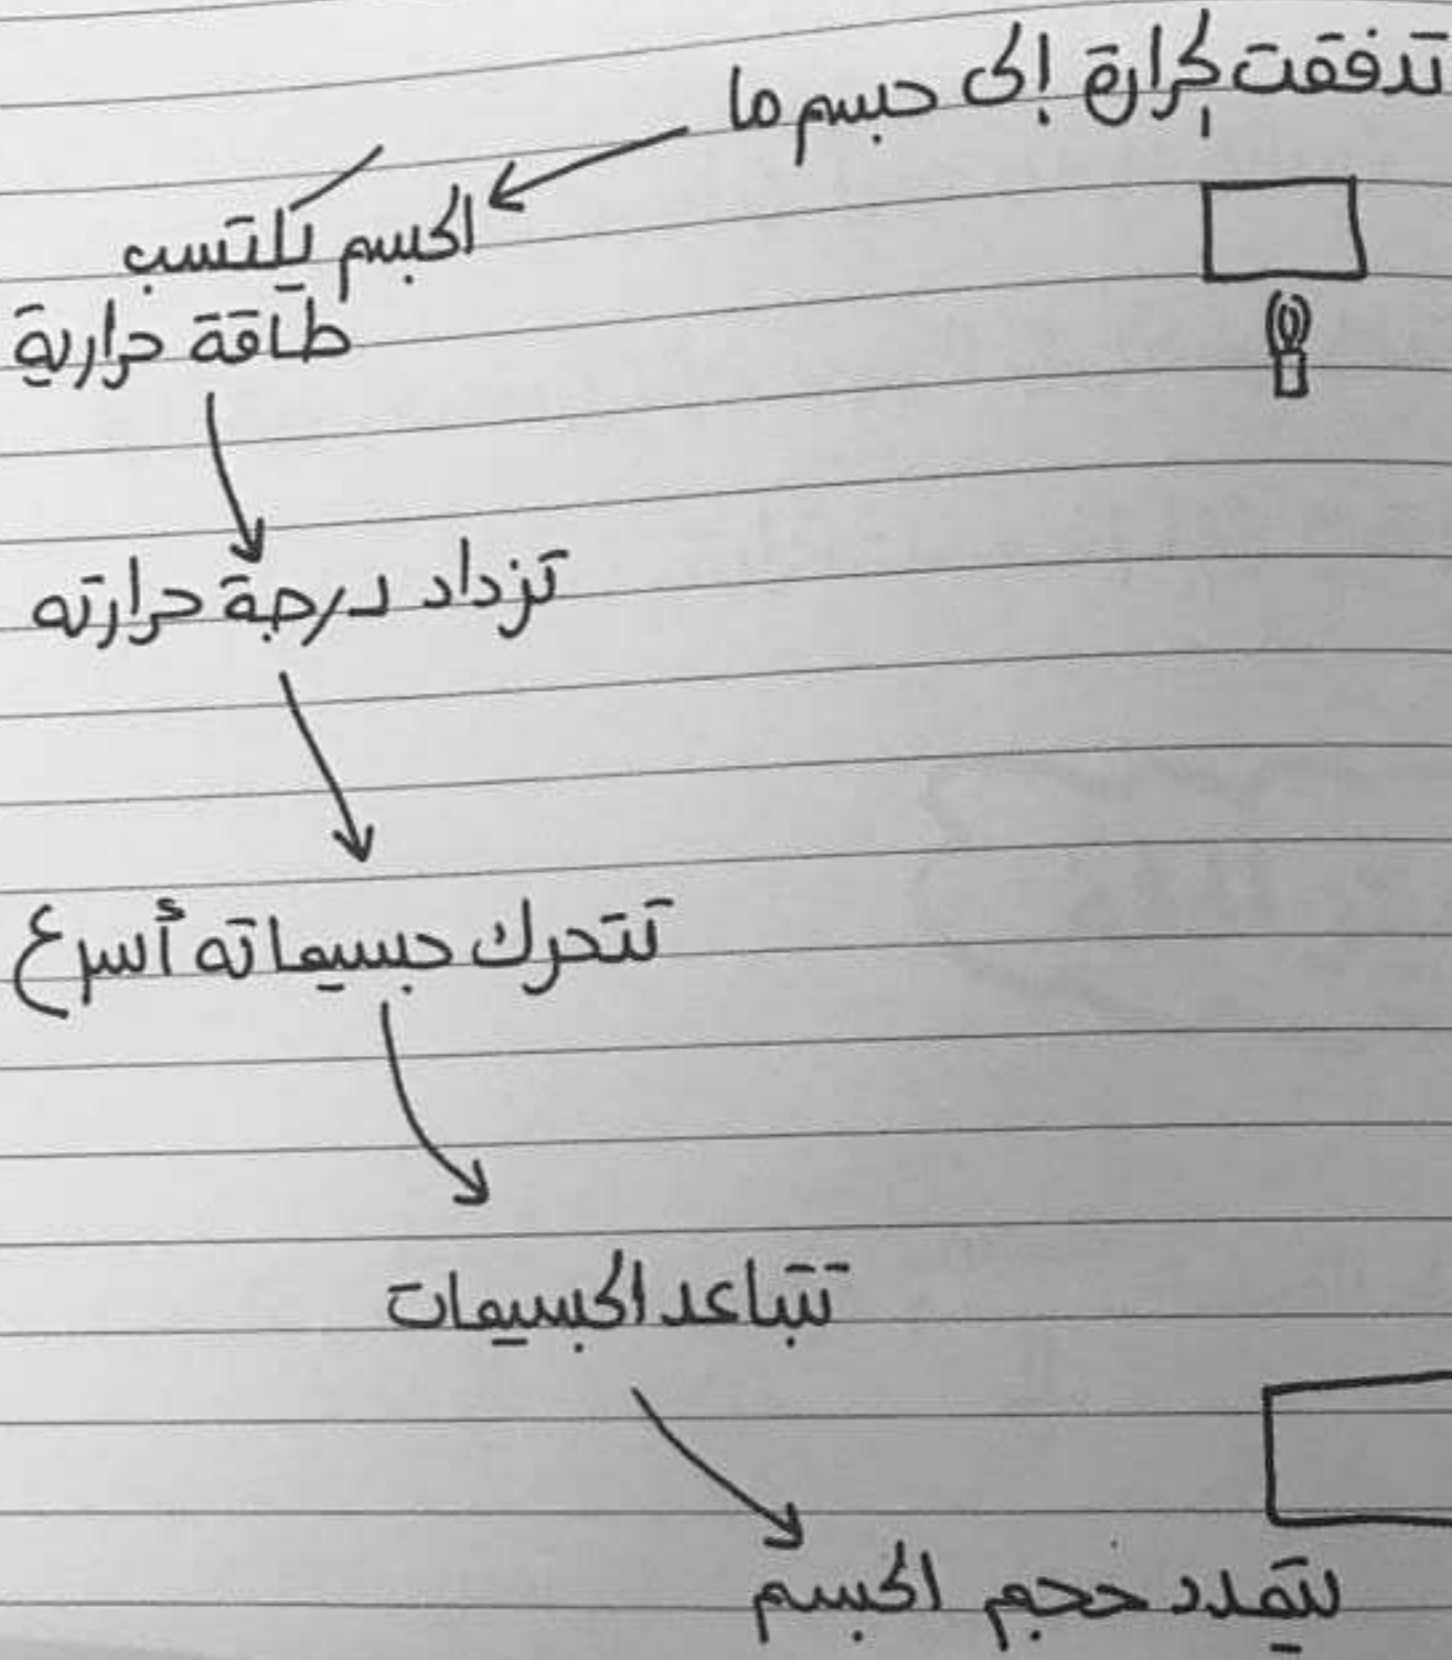 تدفقت حرارة إلى جسم ما
الجسم يكتسب
طاقة حرارية
تزداد درجة حرارته
تتحرك جسيماته أسرع
تتباعد الجسيمات
يتمدد حجم الجسم